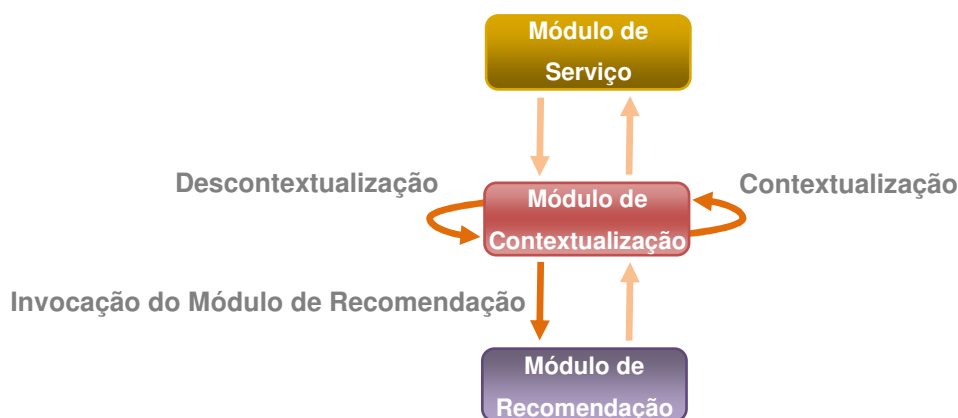 Módulo de
Serviço
Descontextualização
Contextualização
Módulo de
Contextualização
Invocação do Módulo de Recomendação
Módulo de
Recomendação